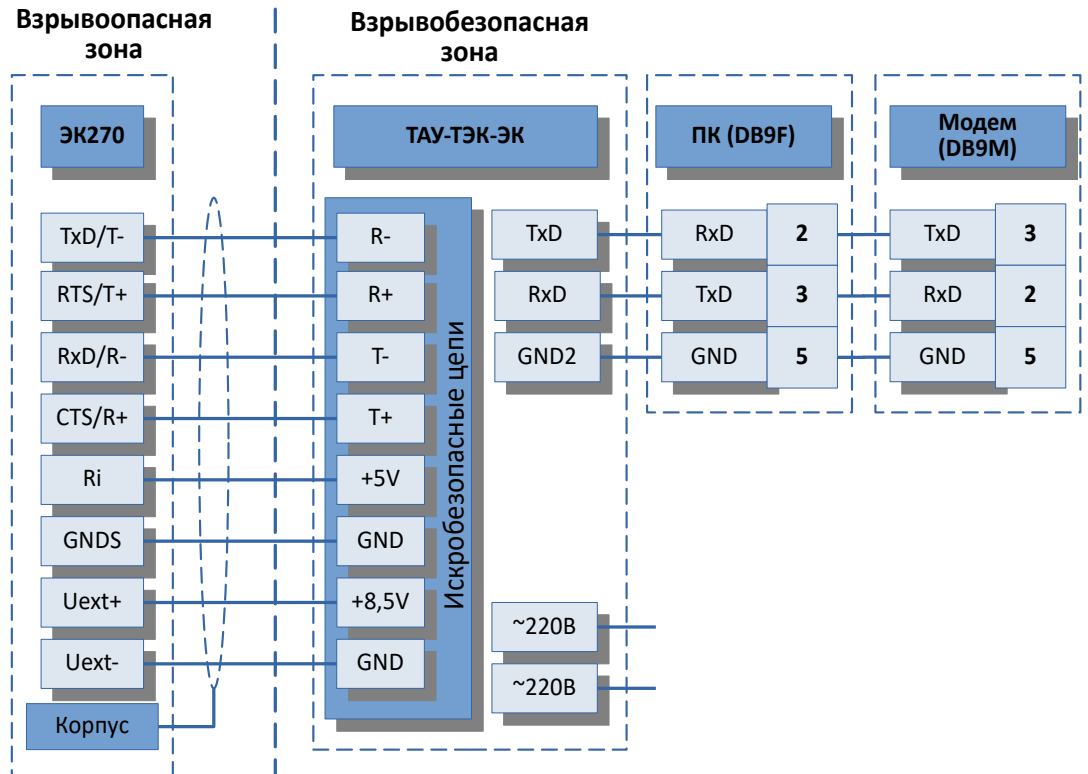 Взрывоопасная
зона
Взрывобезопасная
зона
ЭК270
ТАУ-ТЭК-ЭК
ПК (DB9F)
Модем
(DB9M)
TxD/T-
R-
TxD
RxD
2
TxD
3
RTS/T+
R+
RxD
TxD
3
RxD
2
RxD/R-
T-
GND2
GND
5
GND
5
CTS/R+
T+
Ri
+5V
GNDS
GND
Uext+
+8,5V
~220В
Uext-
GND
~220В
Искробезопасные цепи
Корпус